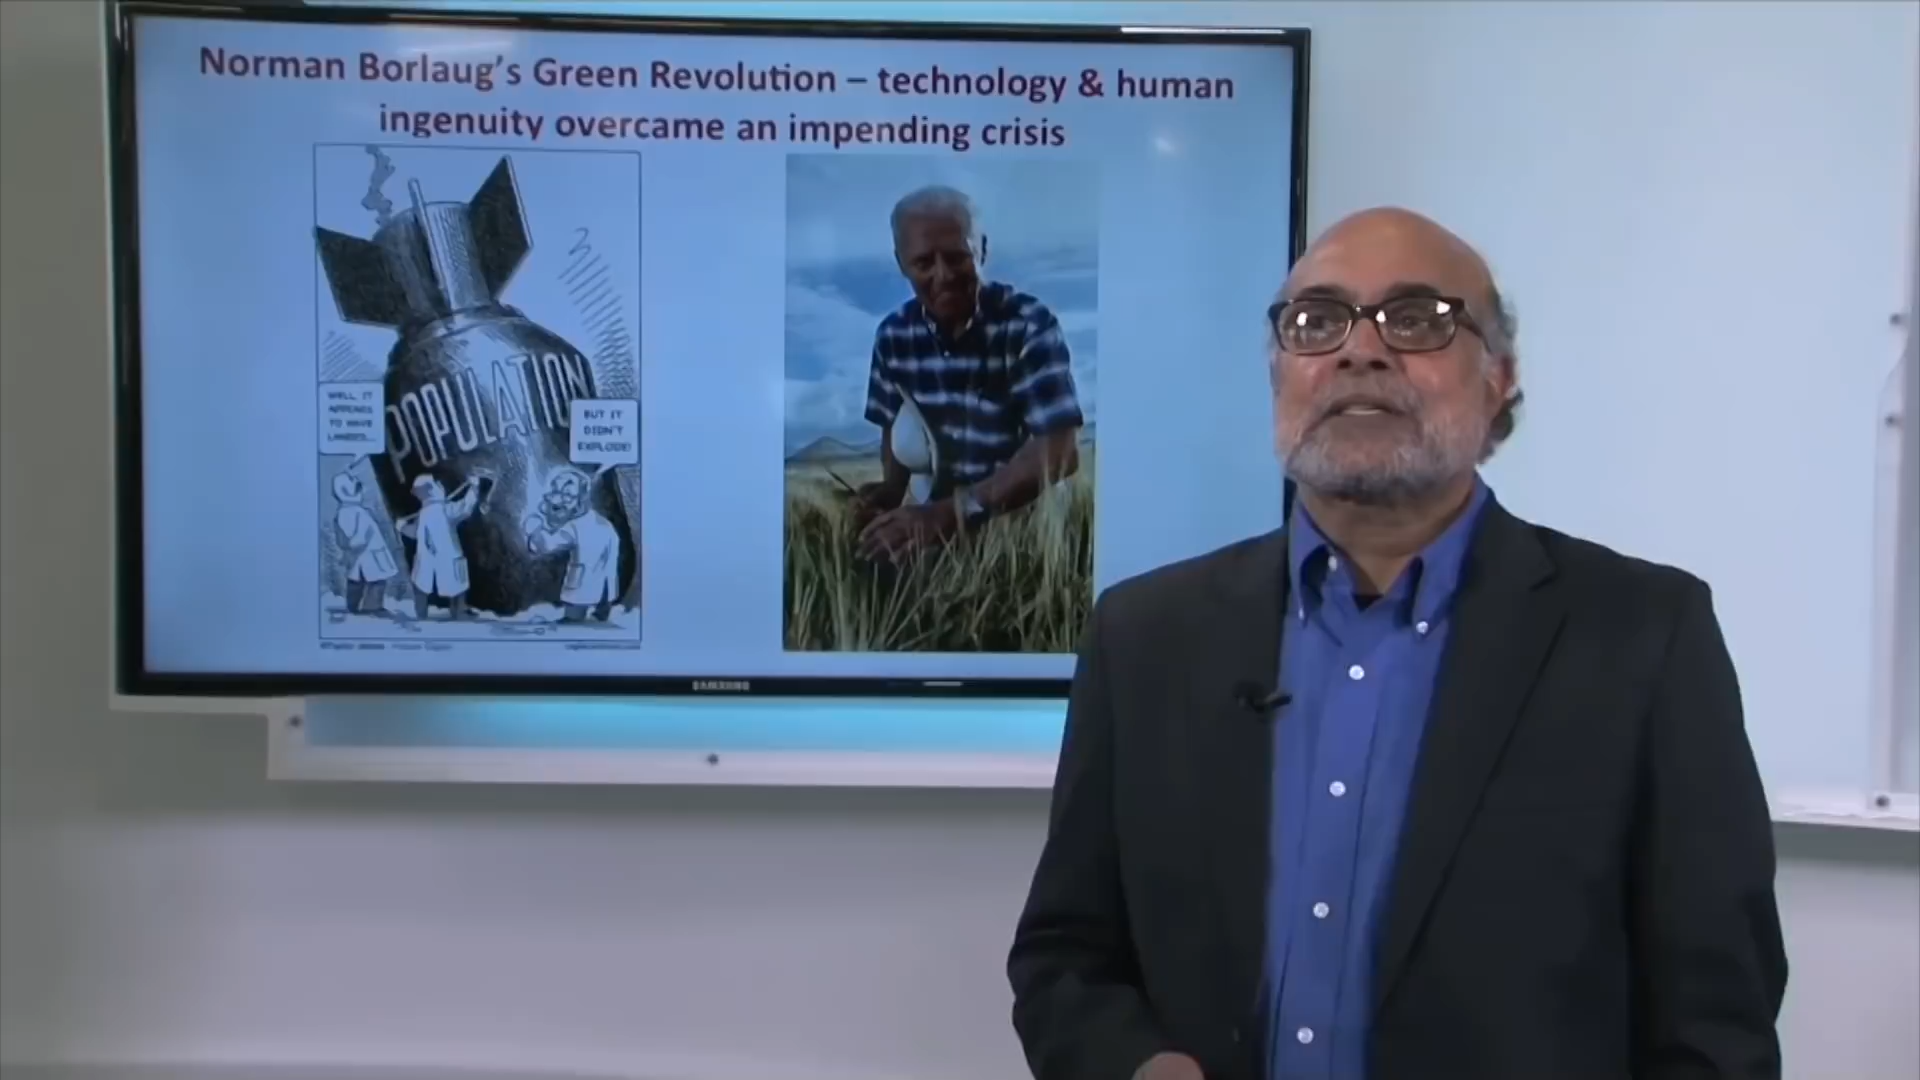 Norman Borlaug's Green Revolution – technology & human
ingenuity overcame an impending crisis
POPULATION
WELL IT
APPEARS
TO HAVE
LANDED...
BUT IT
DIDN'T
EXPLODE!
SAMSUNG